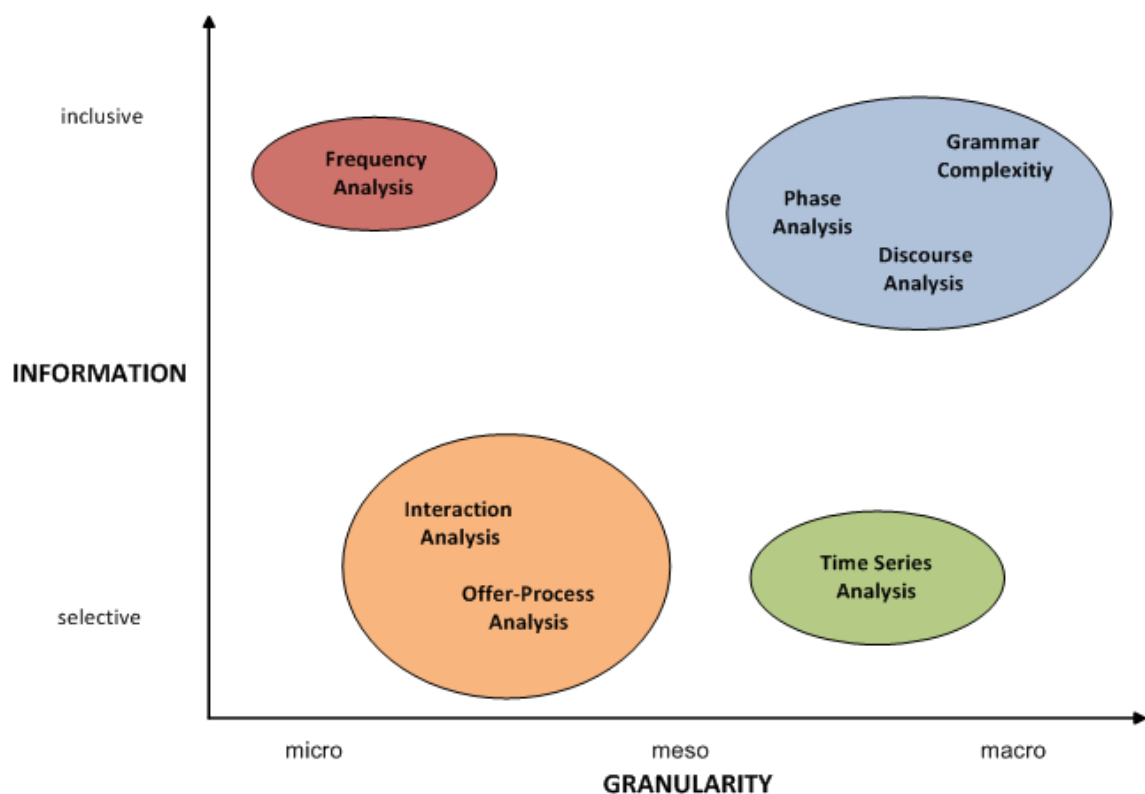 inclusive
Frequency
Analysis
Grammar
Complexitiy
Phase
Analysis
Discourse
Analysis
INFORMATION
Interaction
Analysis
Offer-Process
Analysis
Time Series
Analysis
selective
micro
meso
macro
GRANULARITY